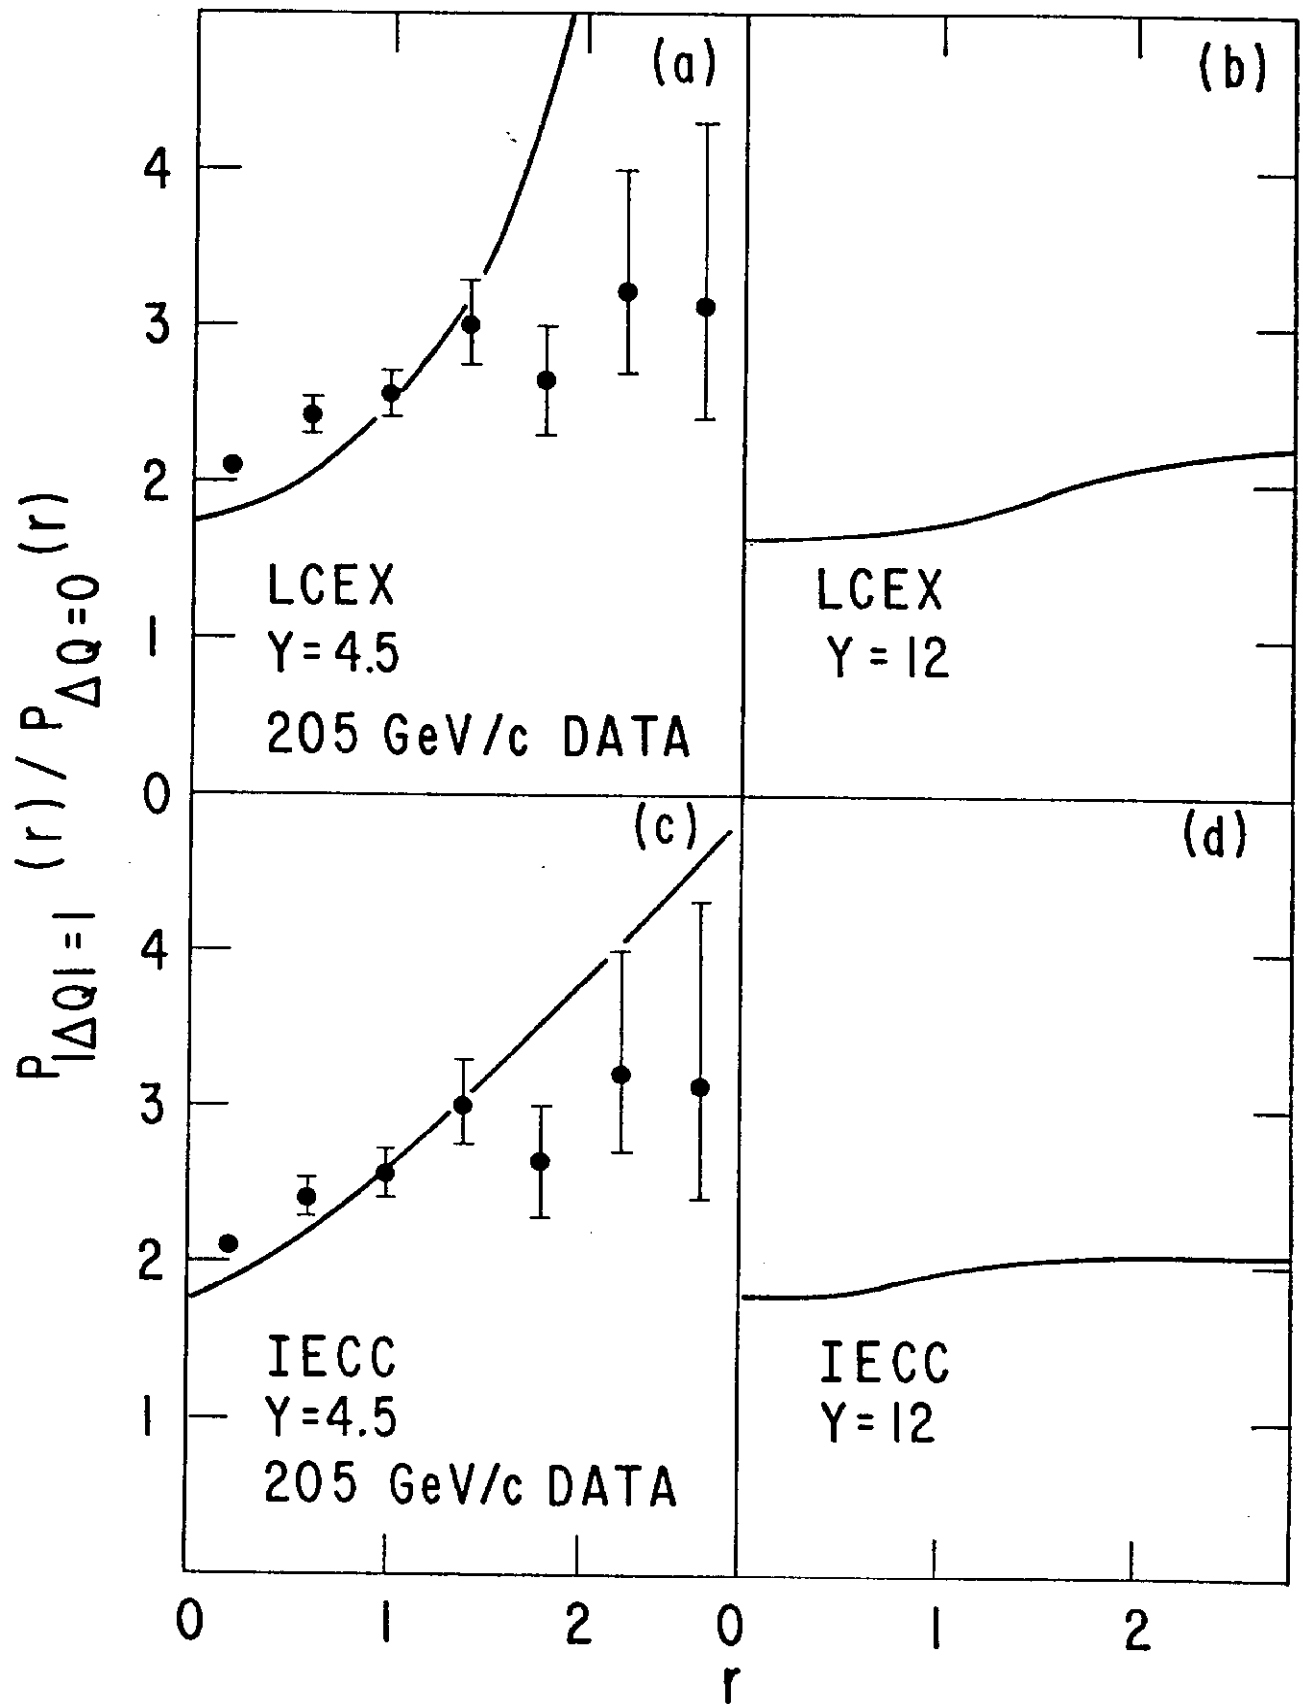 P|ΔQ|=1 (r) / PΔQ=0 (r)
(a)
4
3
2
1
0
LCEX
Y=4.5
205 GeV/c DATA
(b)
LCEX
Y=12
(c)
4
3
2
1
IECC
Y=4.5
205 GeV/c DATA
(d)
IECC
Y=12
0 1 2 0 1 2
r